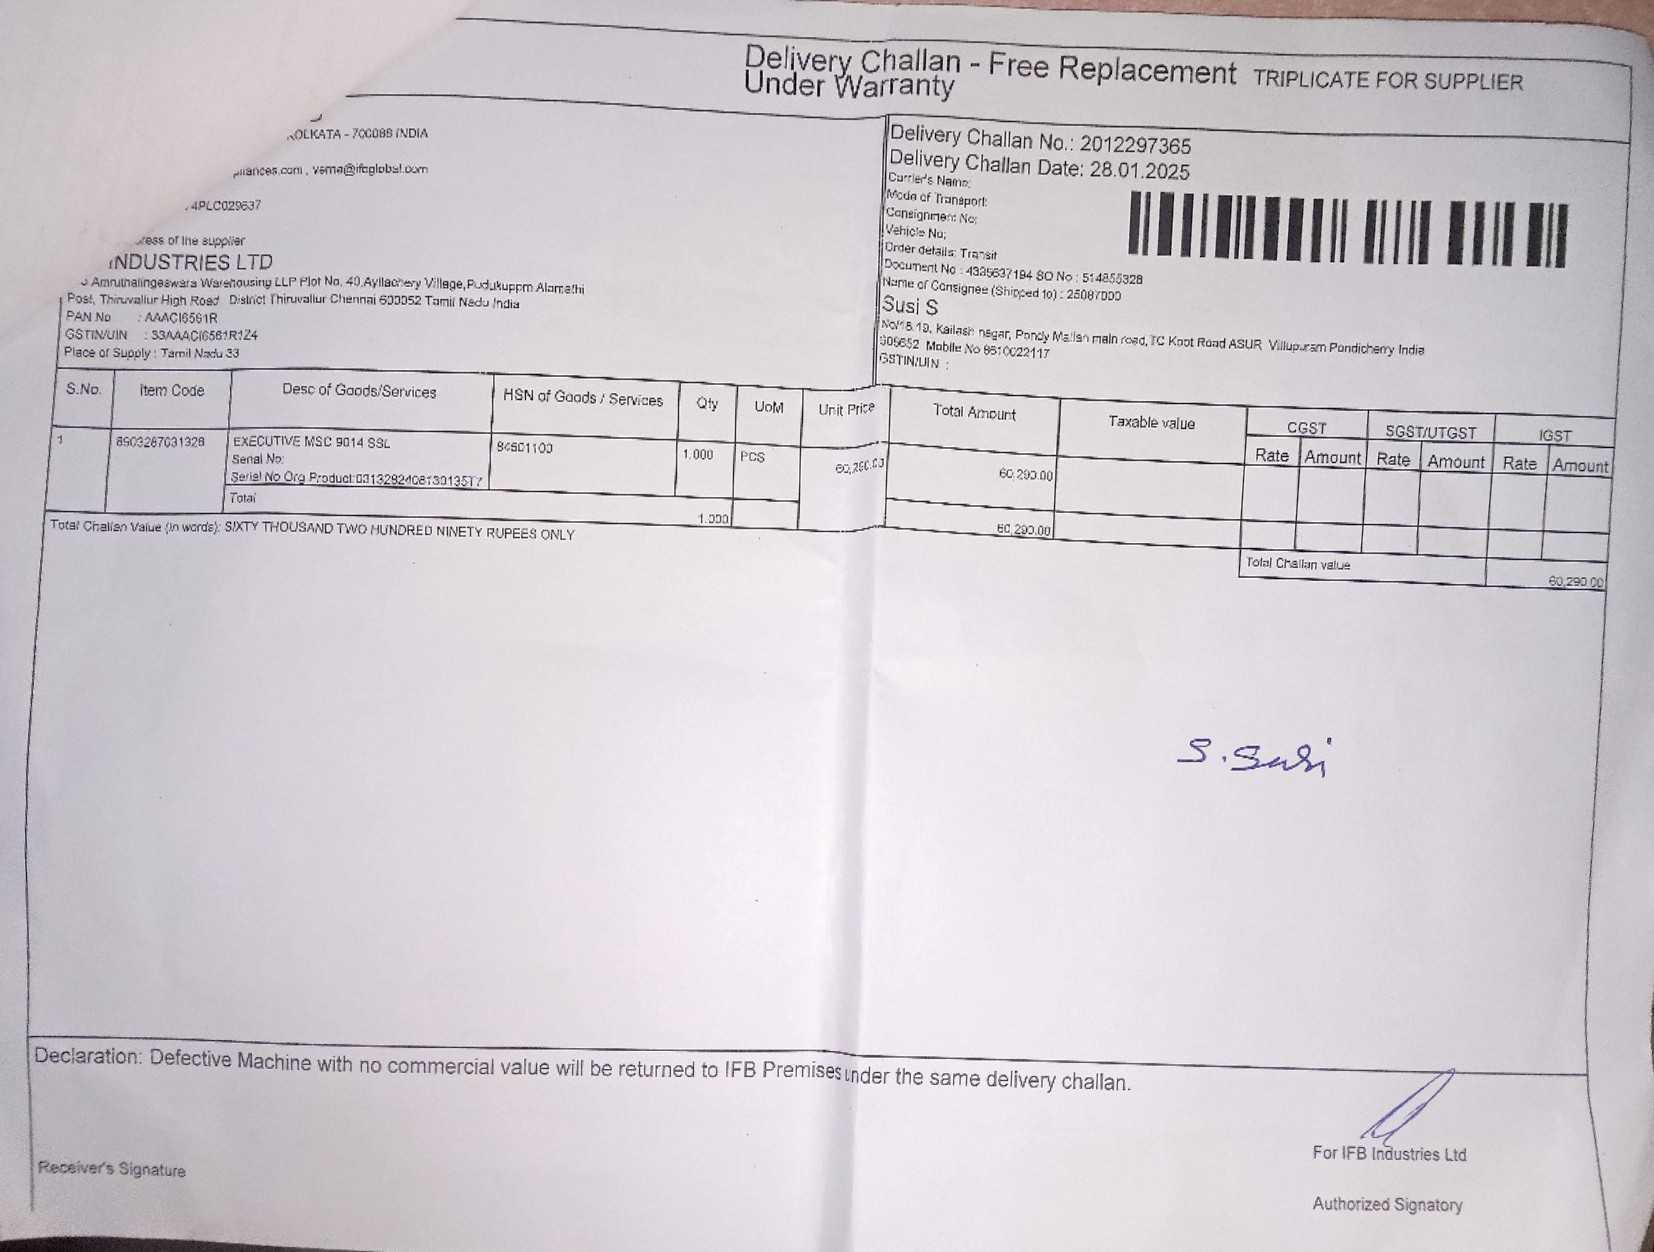 Delivery Challan - Free Replacement TRIPLICATE FOR SUPPLIER
Under Warranty
KOLKATA - 700088 INDIA
4PLC029637
of the supplier
INDUSTRIES LTD
Amruthalingeswara Warehousing LLP Plot No. 40,Ayllachery Village,Pudukuppm Alamathi
Post, Thiruvallur High Road District Thiruvallur Chennai 600052 Tamil Nadu India
PAN No : AAACI6561R
GSTIN/UIN : 33AAACI6561R1Z4
Place of Supply : Tamil Nadu 33
Delivery Challan No.: 2012297365
Delivery Challan Date: 28.01.2025
Carrier's Name:
Mode of Transport:
Consignment No:
Vehicle No:
Order details: Transit
Document No : 4335637194 SO No : 514855328
Name of Consignee (Shipped to) : 25087000
Susi S
Kailash nagar, Pondy Mailam main road, TC Koot Road ASUR Villupuram Pondicherry India
Mobile No 8610022117
GSTIN/UIN :
S.No. Item Code Desc of Goods/Services HSN of Goods / Services Qty UoM Unit Price Total Amount Taxable value CGST SGST/UTGST IGST
Rate Amount Rate Amount Rate Amount
1 8903287031328 EXECUTIVE MSC 9014 SSL 84501100 1.000 PCS 60,290.00 60,290.00
Serial No:
Serial No Org Product:031328240813013517
Total 1.000 60,290.00
Total Challan Value (in words): SIXTY THOUSAND TWO HUNDRED NINETY RUPEES ONLY
Total Challan value 60,290.00
S. Susi
Declaration: Defective Machine with no commercial value will be returned to IFB Premises under the same delivery challan.
For IFB Industries Ltd
Receiver's Signature
Authorized Signatory